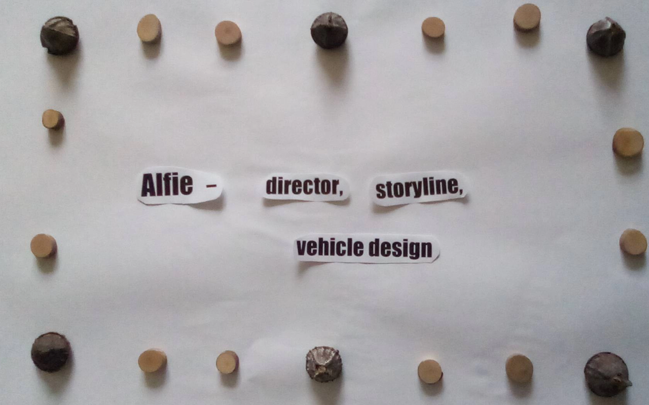 Alfie – director, storyline,
vehicle design